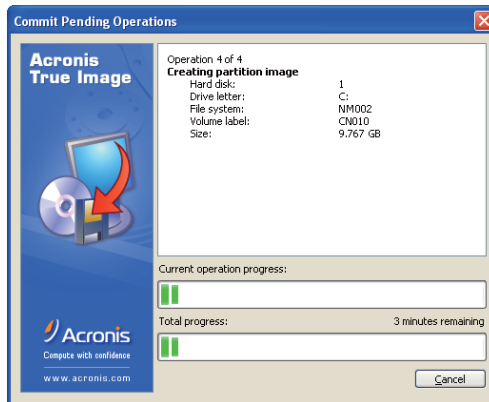 Commit Pending Operations
Acronis
True Image
Operation 4 of 4
Creating partition image
Hard disk: 1
Drive letter: C:
File system: NM002
Volume label: CN010
Size: 9.767 GB
Current operation progress:
Total progress: 3 minutes remaining
Acronis
Compute with confidence
www.acronis.com
Cancel